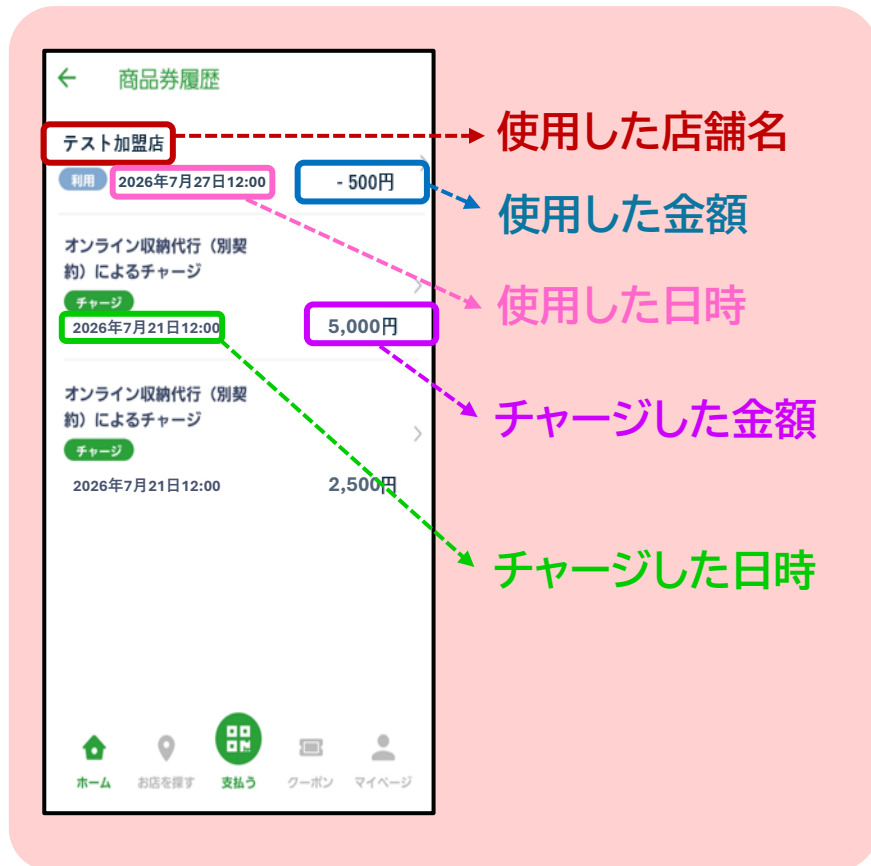 商品券履歴
テスト加盟店
使用した店舗名
利用 2026年7月27日12:00 - 500円
使用した金額
オンライン収納代行（別契
約）によるチャージ
使用した日時
チャージ
2026年7月21日12:00 5,000円
オンライン収納代行（別契
約）によるチャージ
チャージした金額
チャージ
2026年7月21日12:00 2,500円
チャージした日時
ホーム お店を探す 支払う クーポン マイページ